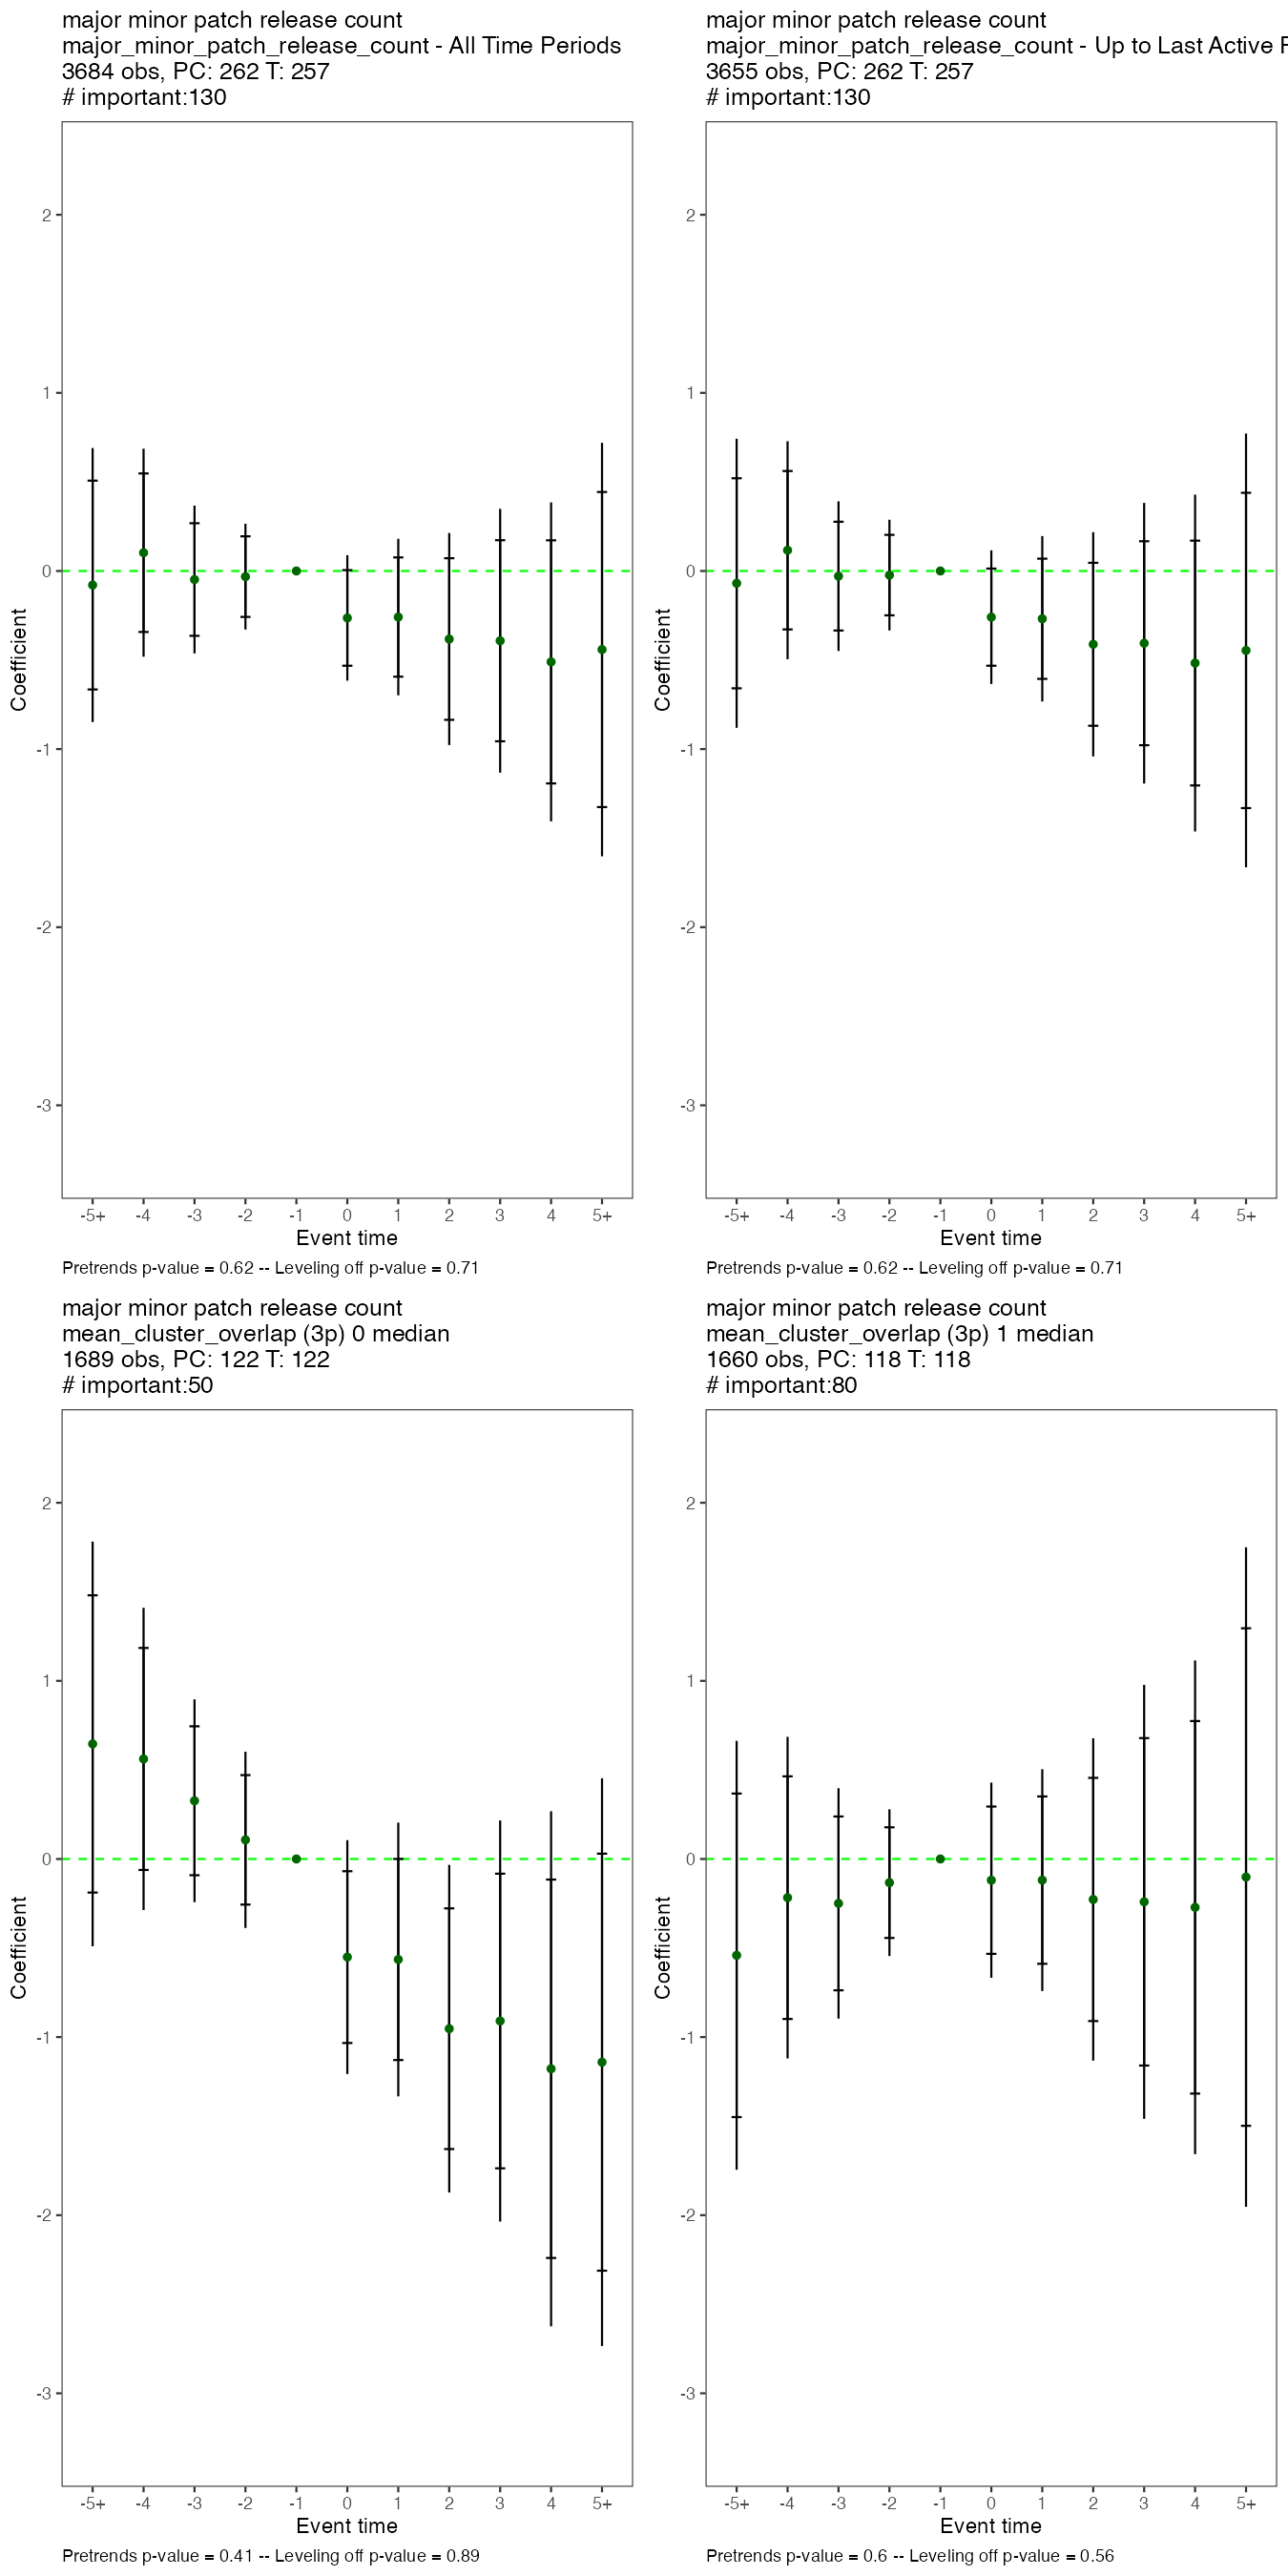 major minor patch release count
major_minor_patch_release_count - All Time Periods
3684 obs, PC: 262 T: 257
# important:130
2
1
0
-1
-2
-3
Coefficient
-5+ -4 -3 -2 -1 0 1 2 3 4 5+
Event time
Pretrends p-value = 0.62 -- Leveling off p-value = 0.71
major minor patch release count
major_minor_patch_release_count - Up to Last Active
3655 obs, PC: 262 T: 257
# important:130
2
1
0
-1
-2
-3
Coefficient
-5+ -4 -3 -2 -1 0 1 2 3 4 5+
Event time
Pretrends p-value = 0.62 -- Leveling off p-value = 0.71
major minor patch release count
mean_cluster_overlap (3p) 0 median
1689 obs, PC: 122 T: 122
# important:50
2
1
0
-1
-2
-3
Coefficient
-5+ -4 -3 -2 -1 0 1 2 3 4 5+
Event time
Pretrends p-value = 0.41 -- Leveling off p-value = 0.89
major minor patch release count
mean_cluster_overlap (3p) 1 median
1660 obs, PC: 118 T: 118
# important:80
2
1
0
-1
-2
-3
Coefficient
-5+ -4 -3 -2 -1 0 1 2 3 4 5+
Event time
Pretrends p-value = 0.6 -- Leveling off p-value = 0.56